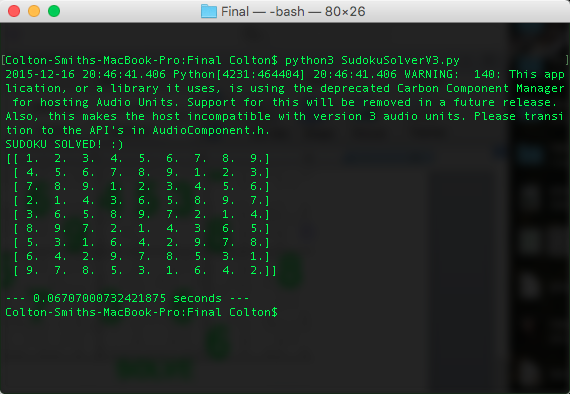 Final — -bash — 80×26
[Colton-Smiths-MacBook-Pro:Final Colton$ python3 SudokuSolverV3.py ]
2015-12-16 20:46:41.406 Python[4231:464404] 20:46:41.406 WARNING:  140: This app
lication, or a library it uses, is using the deprecated Carbon Component Manager
 for hosting Audio Units. Support for this will be removed in a future release.
Also, this makes the host incompatible with version 3 audio units. Please transi
tion to the API's in AudioComponent.h.
SUDOKU SOLVED! :)
[[ 1.  2.  3.  4.  5.  6.  7.  8.  9.]
 [ 4.  5.  6.  7.  8.  9.  1.  2.  3.]
 [ 7.  8.  9.  1.  2.  3.  4.  5.  6.]
 [ 2.  1.  4.  3.  6.  5.  8.  9.  7.]
 [ 3.  6.  5.  8.  9.  7.  2.  1.  4.]
 [ 8.  9.  7.  2.  1.  4.  3.  6.  5.]
 [ 5.  3.  1.  6.  4.  2.  9.  7.  8.]
 [ 6.  4.  2.  9.  7.  8.  5.  3.  1.]
 [ 9.  7.  8.  5.  3.  1.  6.  4.  2.]]
--- 0.06707000732421875 seconds ---
Colton-Smiths-MacBook-Pro:Final Colton$